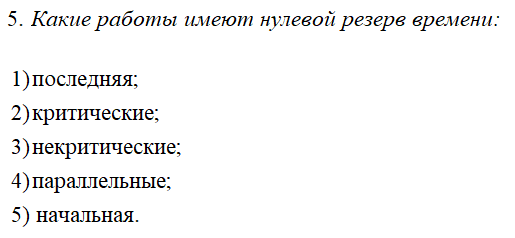 5. Какие работы имеют нулевой резерв времени:
1)последняя;
2)критические;
3)некритические;
4)параллельные;
5) начальная.